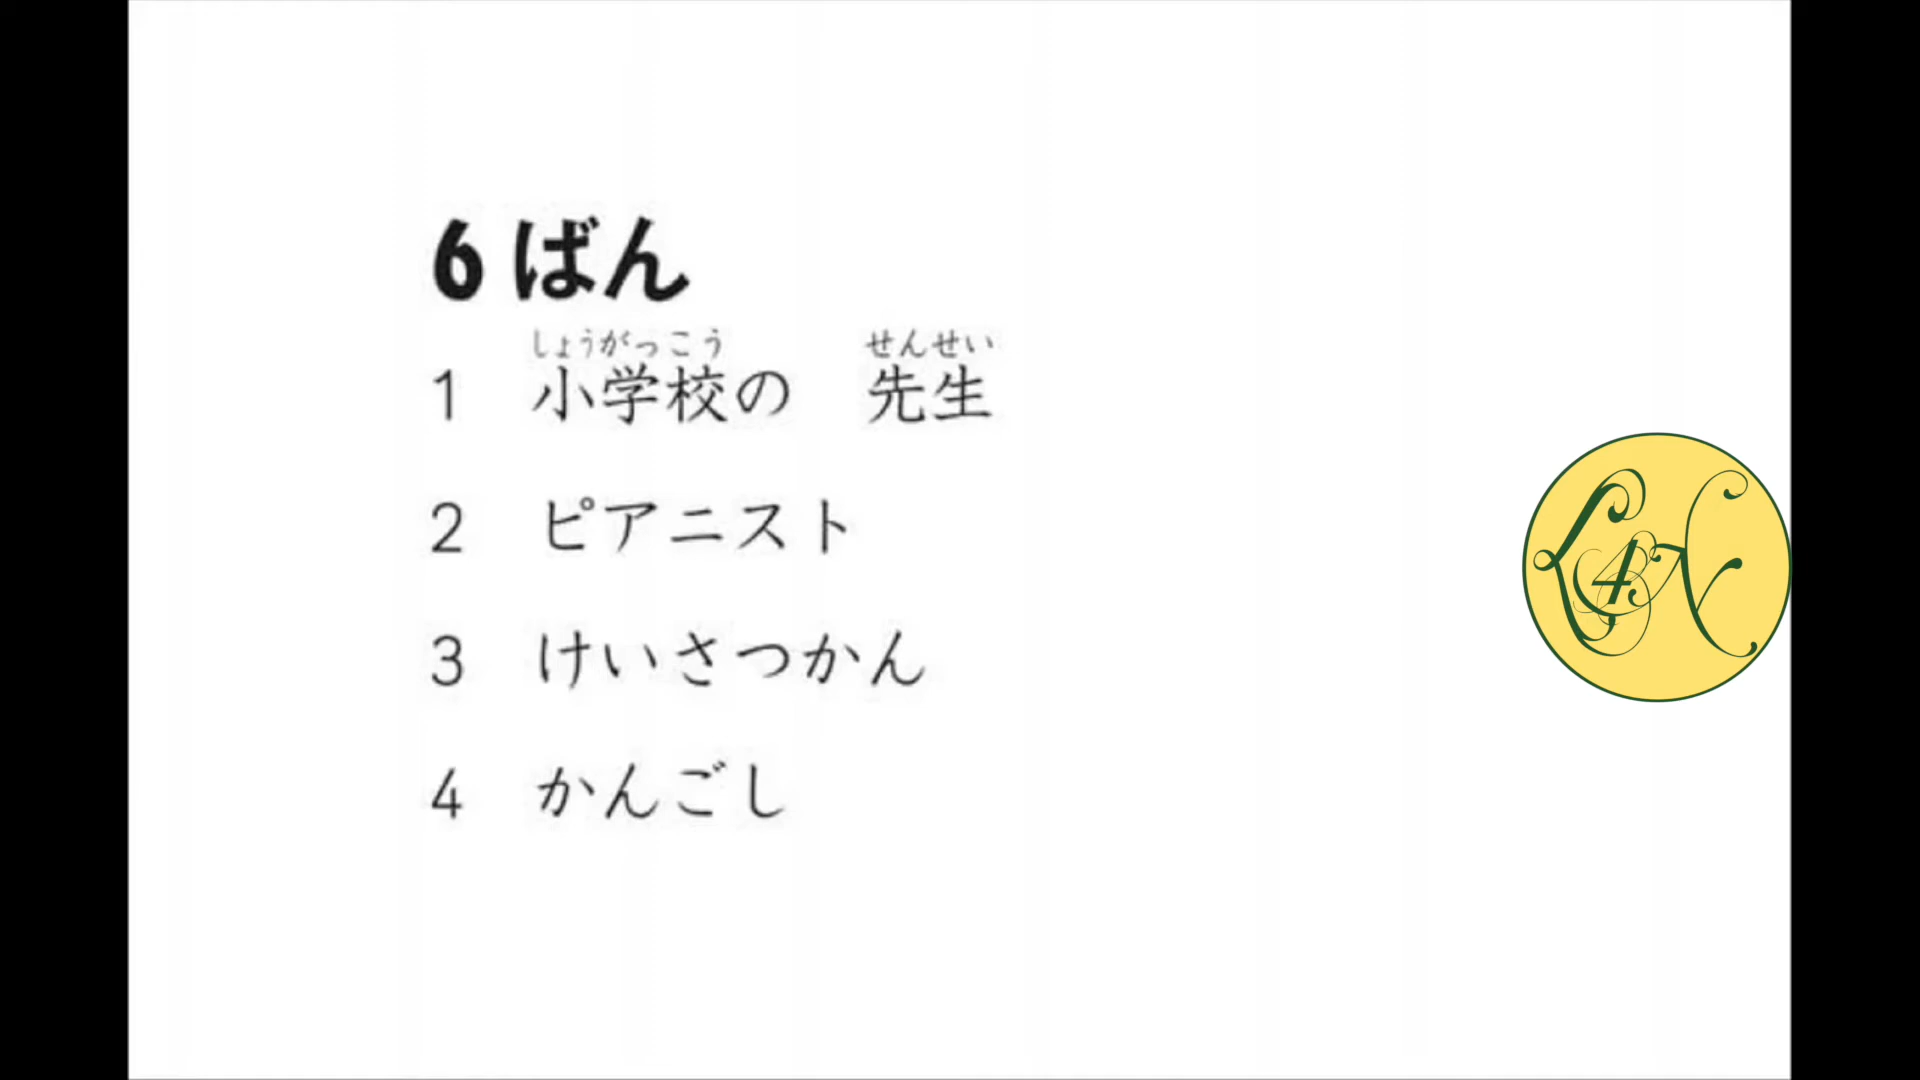 6ばん
しょうがっこう せんせい
1 小学校の 先生
2 ピアニスト
3 けいさつかん
4 かんごし